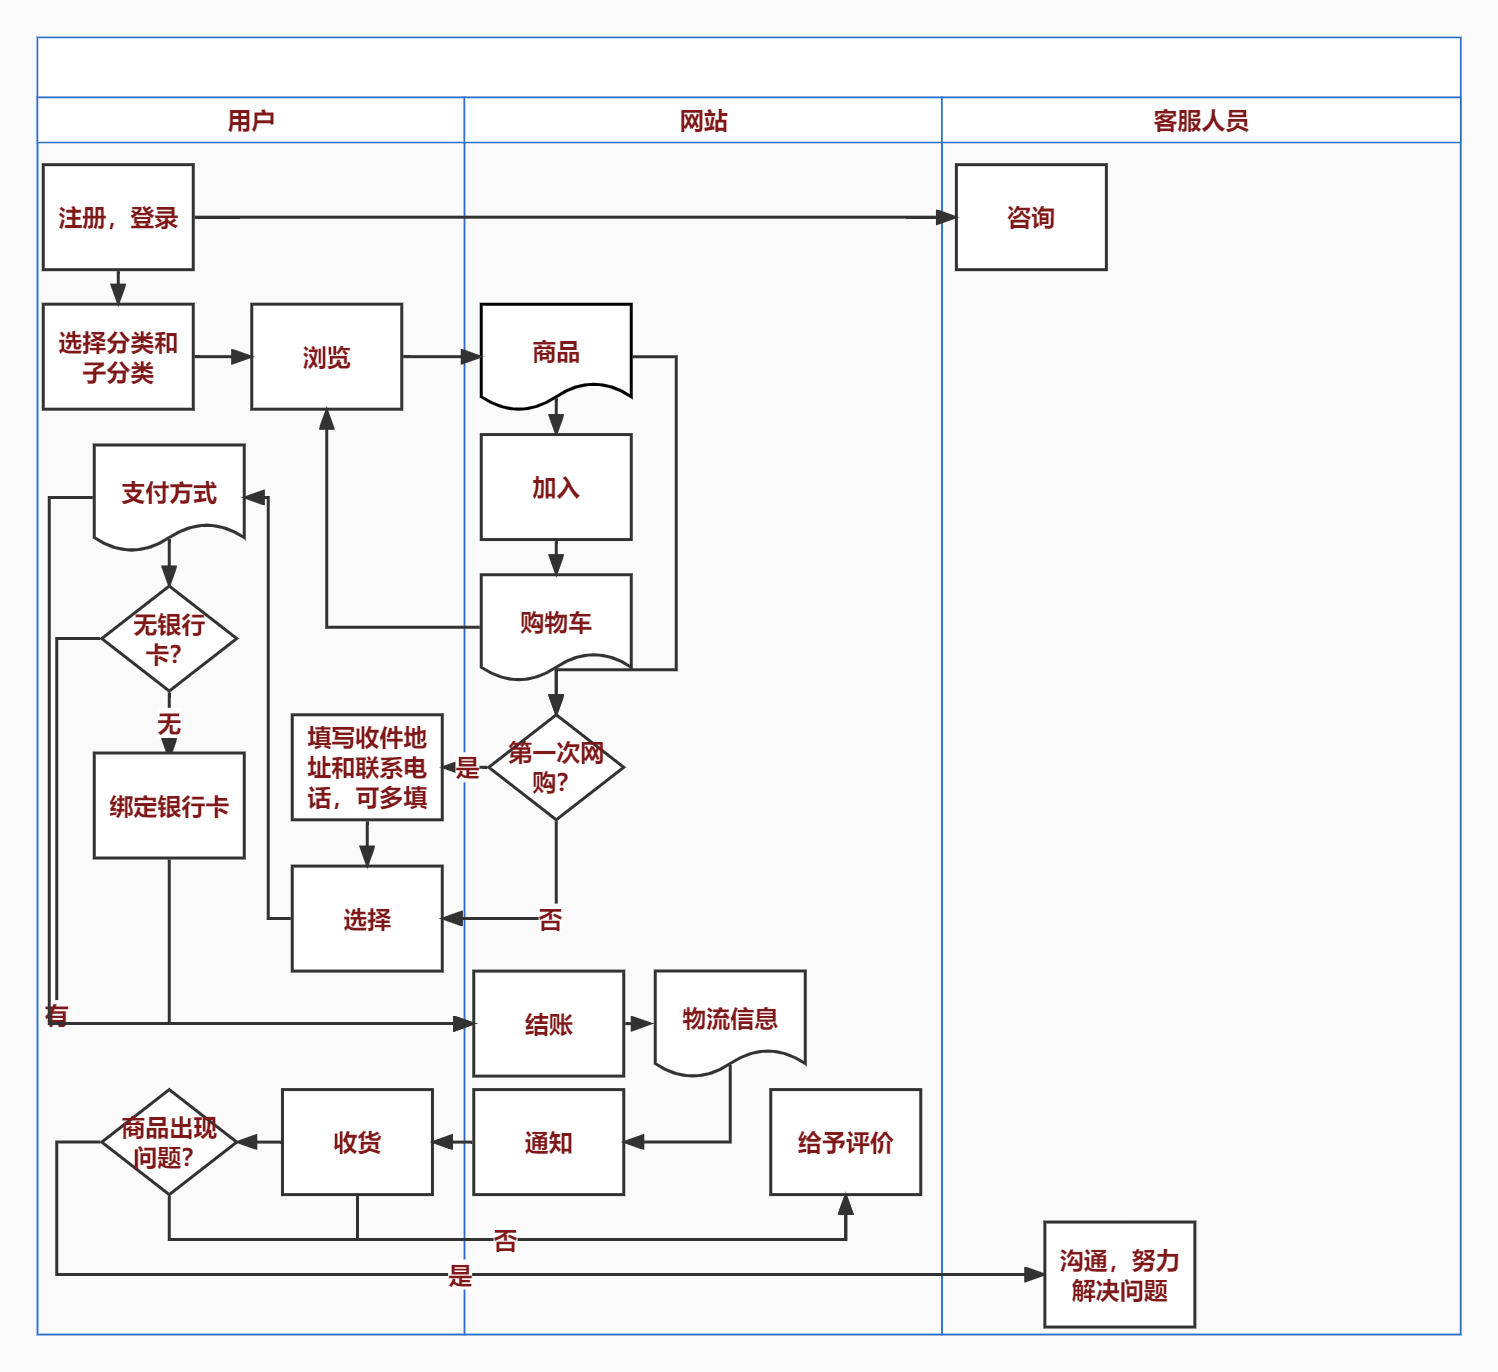 用户
网站
客服人员
注册，登录
咨询
选择分类和
子分类
浏览
商品
支付方式
加入
购物车
无银行
卡？
无
填写收件地
址和联系电
话，可多填
是
第一次网
购？
绑定银行卡
选择
否
有
结账
物流信息
商品出现
问题？
收货
通知
给予评价
否
是
沟通，努力
解决问题